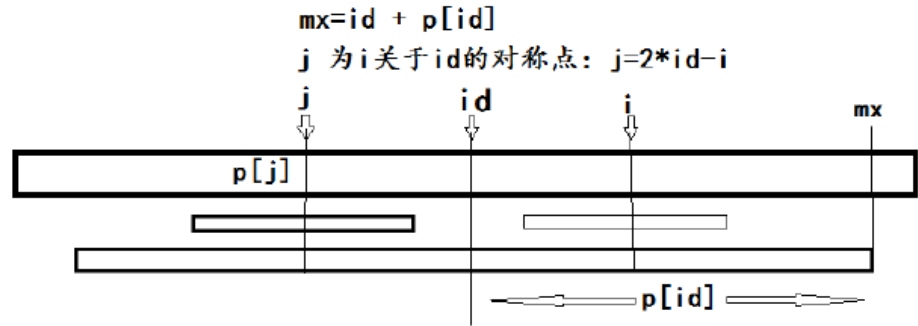 mx=id + p[id]
j 为i关于id的对称点: j=2*id-i
j id i mx
p[j]
p[id]